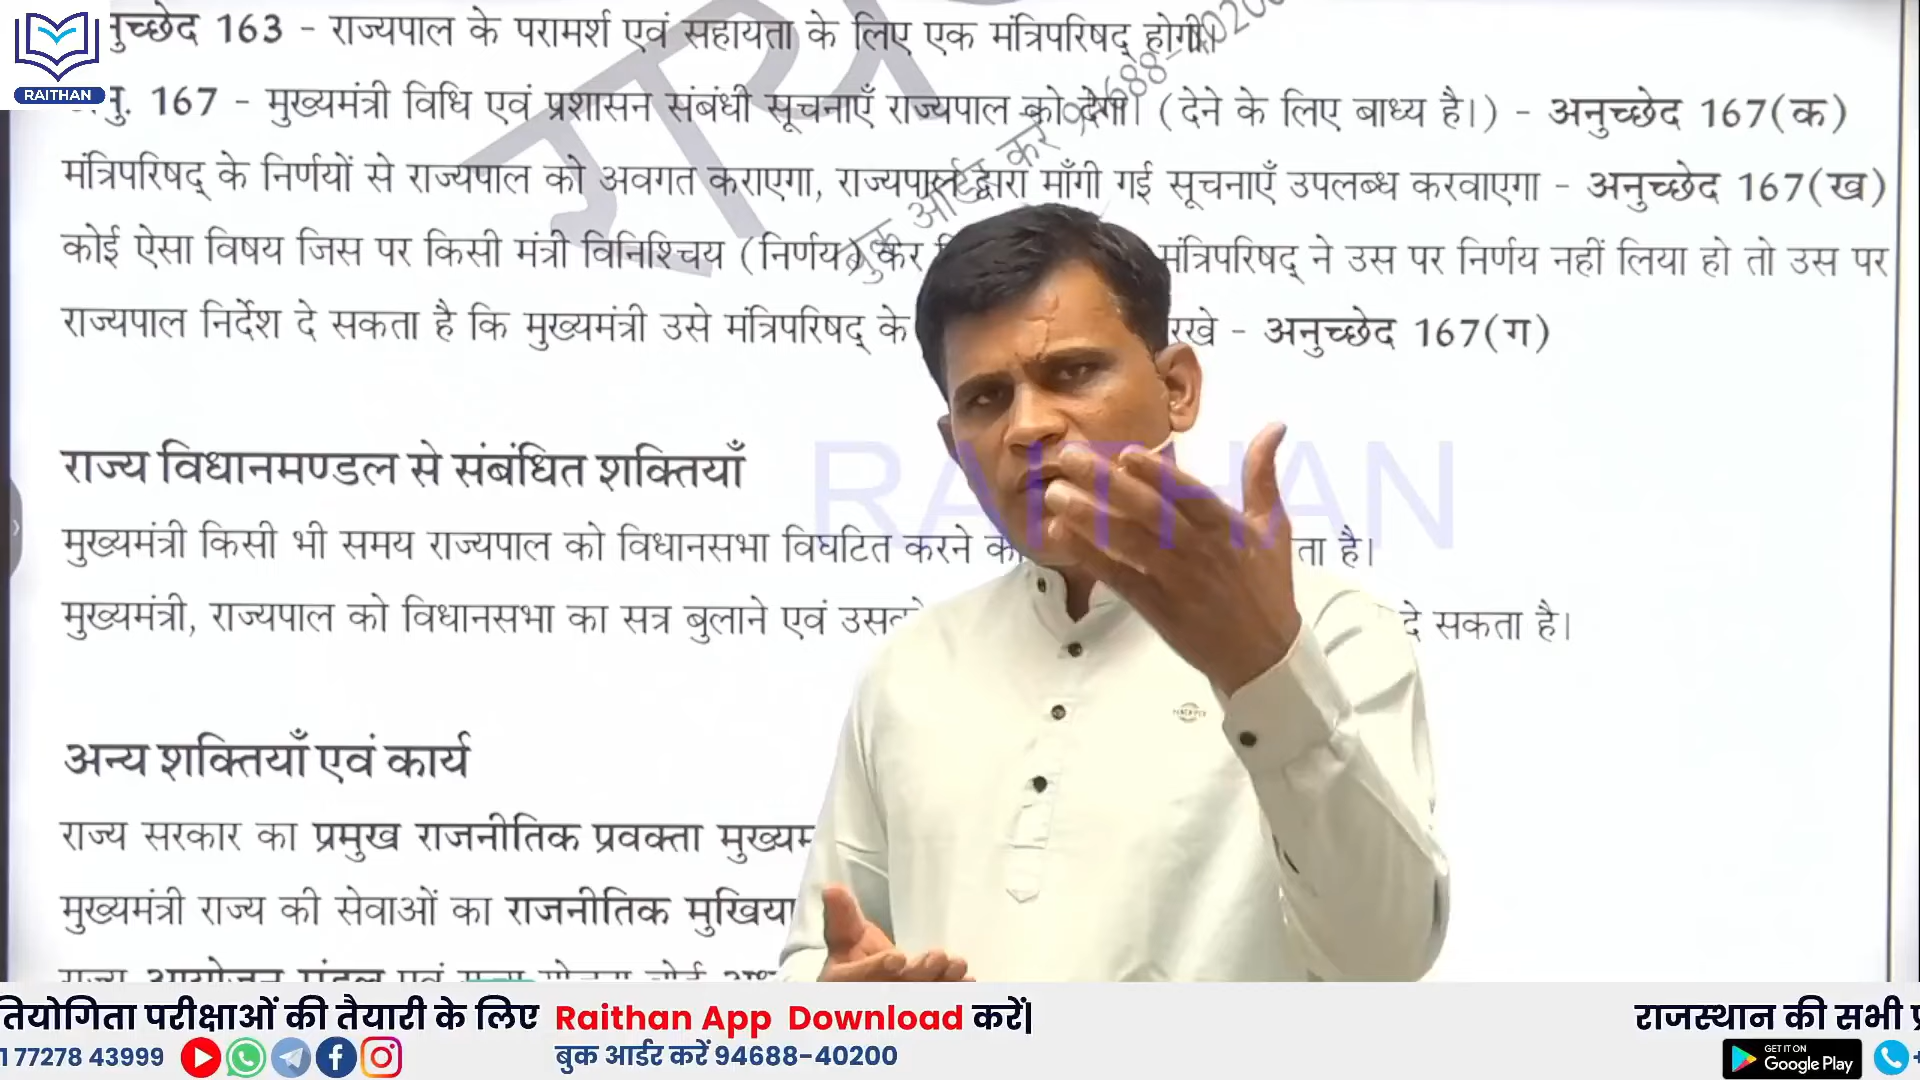 नुच्छेद 163 - राज्यपाल के परामर्श एवं सहायता के लिए एक मंत्रिपरिषद् होगी।
नु. 167 - मुख्यमंत्री विधि एवं प्रशासन संबंधी सूचनाएँ राज्यपाल को देगा। (देने के लिए बाध्य है।) - अनुच्छेद 167(क)
मंत्रिपरिषद् के निर्णयों से राज्यपाल को अवगत कराएगा, राज्यपाल द्वारा माँगी गई सूचनाएँ उपलब्ध करवाएगा - अनुच्छेद 167(ख)
कोई ऐसा विषय जिस पर किसी मंत्री विनिश्चिय (निर्णय) कर मंत्रिपरिषद् ने उस पर निर्णय नहीं लिया हो तो उस पर
राज्यपाल निर्देश दे सकता है कि मुख्यमंत्री उसे मंत्रिपरिषद् के रखे - अनुच्छेद 167(ग)
राज्य विधानमण्डल से संबंधित शक्तियाँ
मुख्यमंत्री किसी भी समय राज्यपाल को विधानसभा विघटित करने ता है।
मुख्यमंत्री, राज्यपाल को विधानसभा का सत्र बुलाने एवं दे सकता है।
अन्य शक्तियाँ एवं कार्य
राज्य सरकार का प्रमुख राजनीतिक प्रवक्ता
मुख्यमंत्री राज्य की सेवाओं का राजनीतिक मुखिया
RAITHAN
RAITHAN
तियोगिता परीक्षाओं की तैयारी के लिए Raithan App Download करें| राजस्थान की सभी
77278 43999 बुक आर्डर करें 94688-40200 GET IT ON Google Play